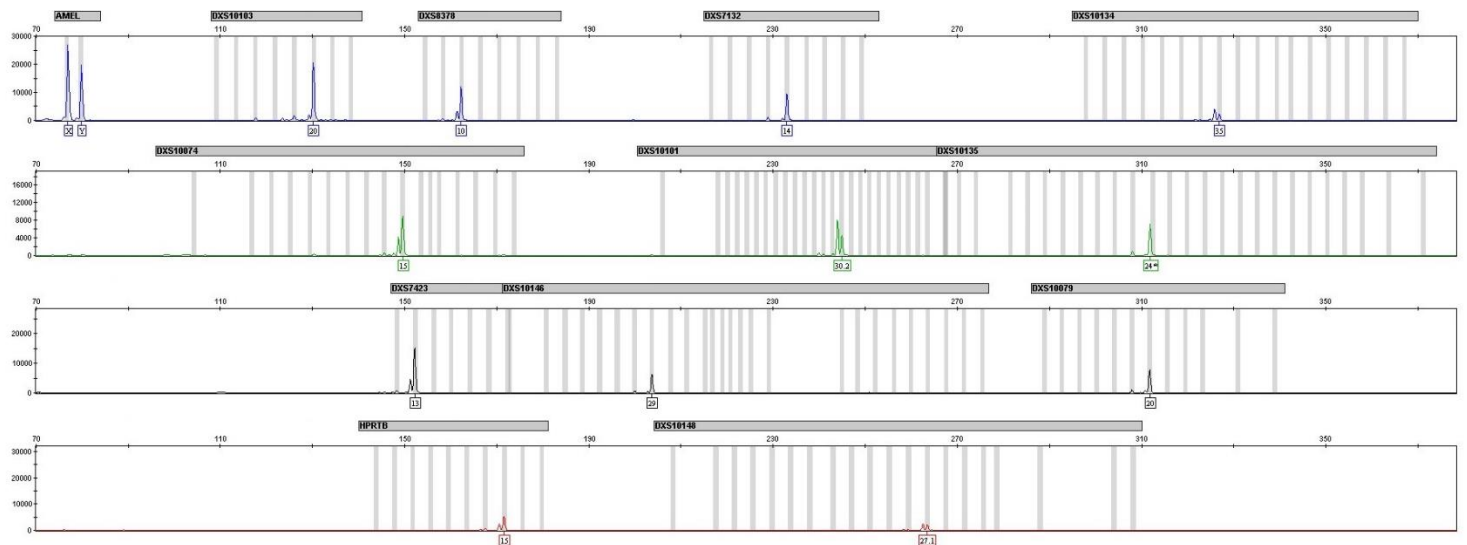 AMEL DXS10103 DXS8378 DXS7132 DXS10134
70 110 150 190 230 270 310 350
30000
20000
10000
0
X Y 20 10 14 35
DXS10074 DXS10101 DXS10135
70 110 150 190 230 270 310 350
16000
12000
8000
4000
0
15 30.2 24*
DXS7423 DXS10146 DXS10079
70 110 150 190 230 270 310 350
20000
10000
0
13 29 20
HPRTB DXS10148
70 110 150 190 230 270 310 350
30000
20000
10000
0
15 27.1